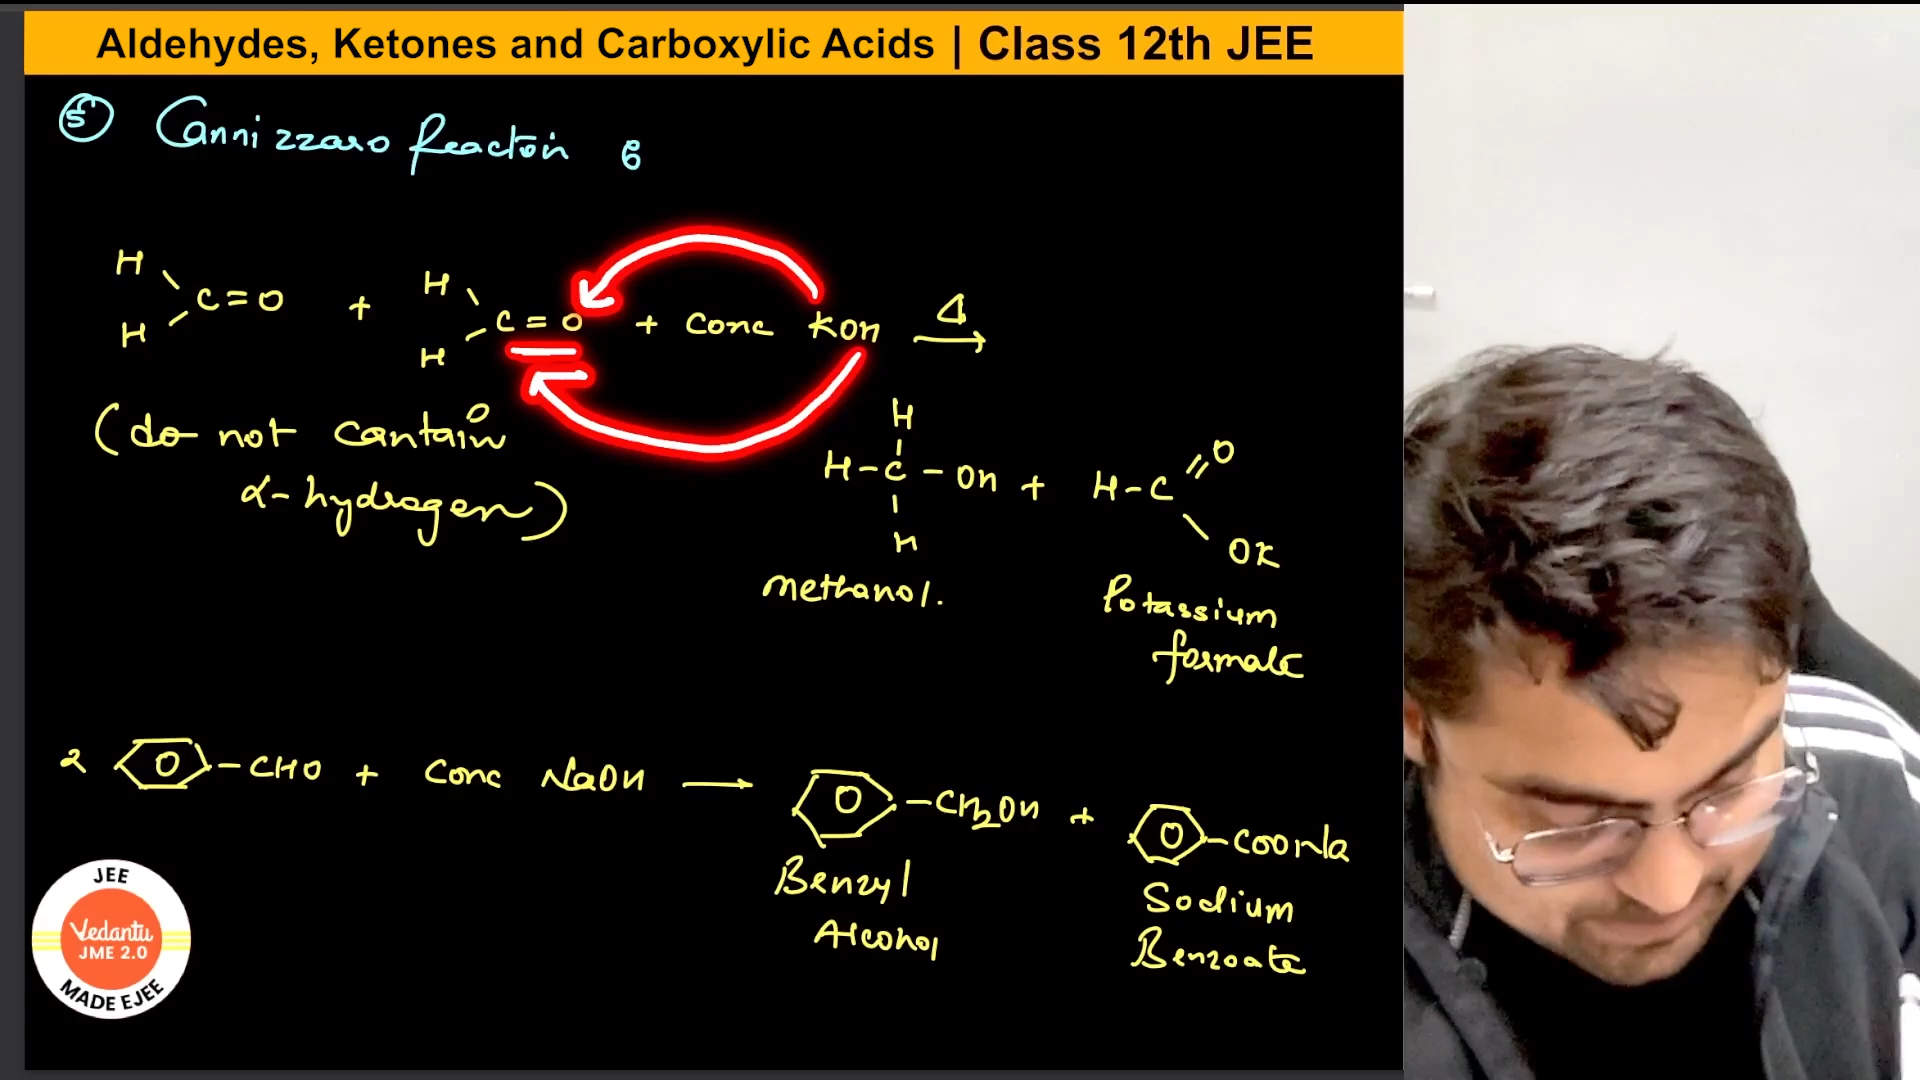 Aldehydes, Ketones and Carboxylic Acids | Class 12th JEE
5 Cannizzaro Reaction :
H H C=O + H H C=O + Conc KOH Δ→
(do not contain
α-hydrogen)
H
H-C-OH + H-C=O
H OK
methanol. Potassium
formate
2 -CHO + Conc NaOH → -CH2OH + -COONa
Benzyl Sodium
Alcohol Benzoate
JEE
Vedantu
JME 2.0
MADE EJEE